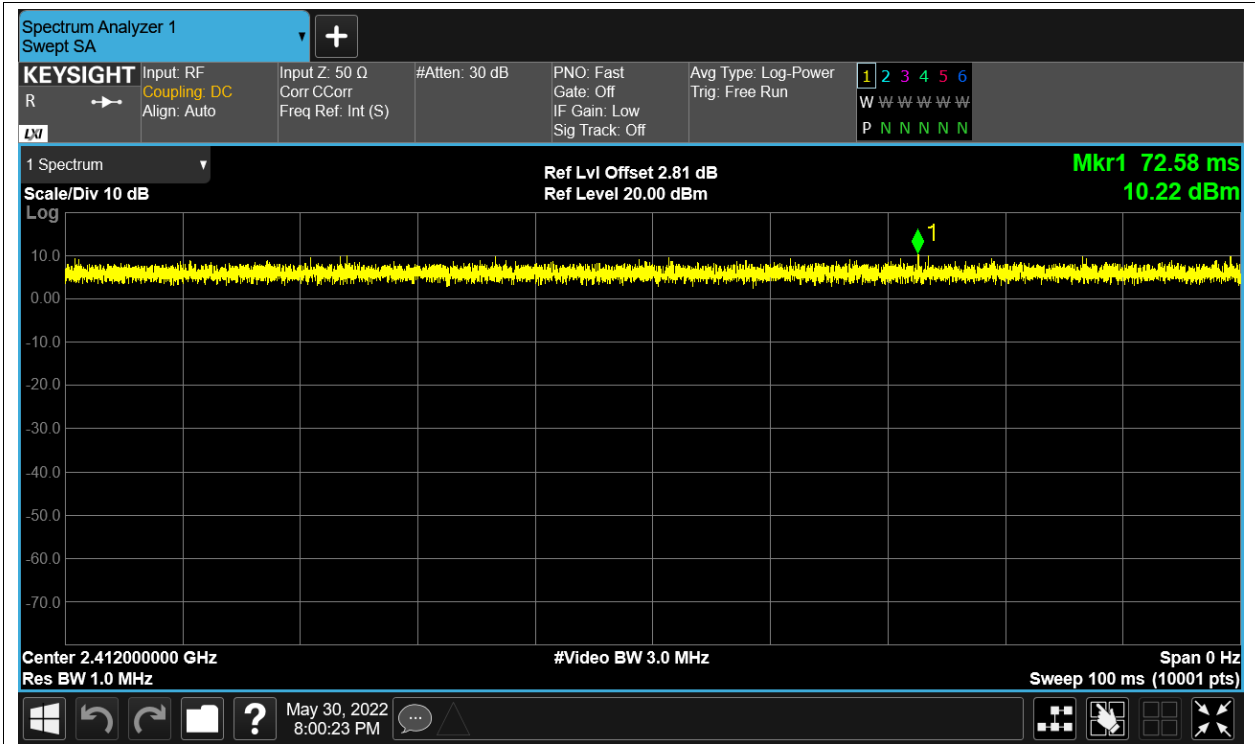 Spectrum Analyzer 1
Swept SA
KEYSIGHT
R
LXI
Input: RF
Coupling: DC
Align: Auto
Input Z: 50 Ω
Corr CCorr
Freq Ref: Int (S)
#Atten: 30 dB
PNO: Fast
Gate: Off
IF Gain: Low
Sig Track: Off
Avg Type: Log-Power
Trig: Free Run
1 2 3 4 5 6
W W W W W W
P N N N N N
1 Spectrum
Scale/Div 10 dB
Ref Lvl Offset 2.81 dB
Ref Level 20.00 dBm
Mkr1 72.58 ms
10.22 dBm
Log
1
10.0
0.00
-10.0
-20.0
-30.0
-40.0
-50.0
-60.0
-70.0
Center 2.412000000 GHz
#Video BW 3.0 MHz
Span 0 Hz
Res BW 1.0 MHz
Sweep 100 ms (10001 pts)
?
May 30, 2022
8:00:23 PM